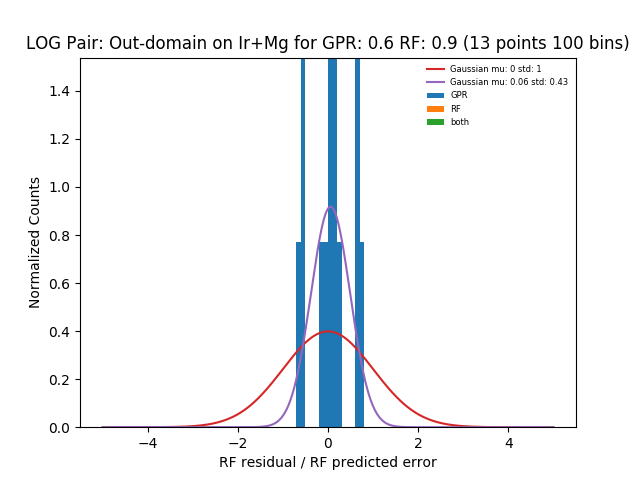 LOG Pair: Out-domain on Ir+Mg for GPR: 0.6 RF: 0.9 (13 points 100 bins)
Gaussian mu: 0 std: 1
Gaussian mu: 0.06 std: 0.43
GPR
RF
both
Normalized Counts
1.4
1.2
1.0
0.8
0.6
0.4
0.2
0.0
−4 −2 0 2 4
RF residual / RF predicted error